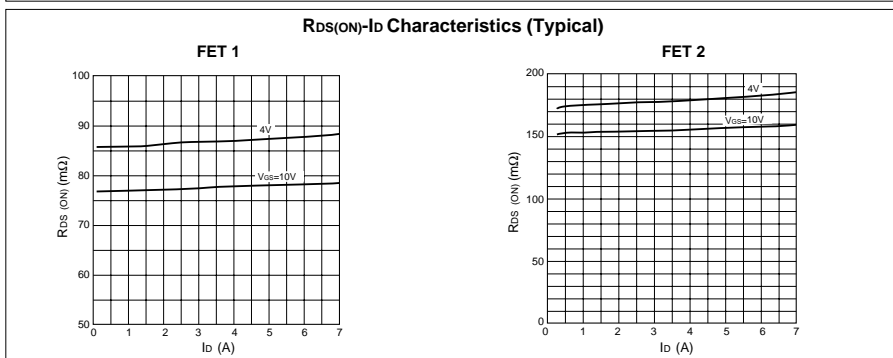 RDS(ON)-ID Characteristics (Typical)
FET 1
100
90
80
70
60
50
RDS (ON) (mΩ)
4V
VGS=10V
0 1 2 3 4 5 6 7
ID (A)
FET 2
200
150
100
50
0
RDS (ON) (mΩ)
4V
VGS=10V
0 1 2 3 4 5 6 7
ID (A)